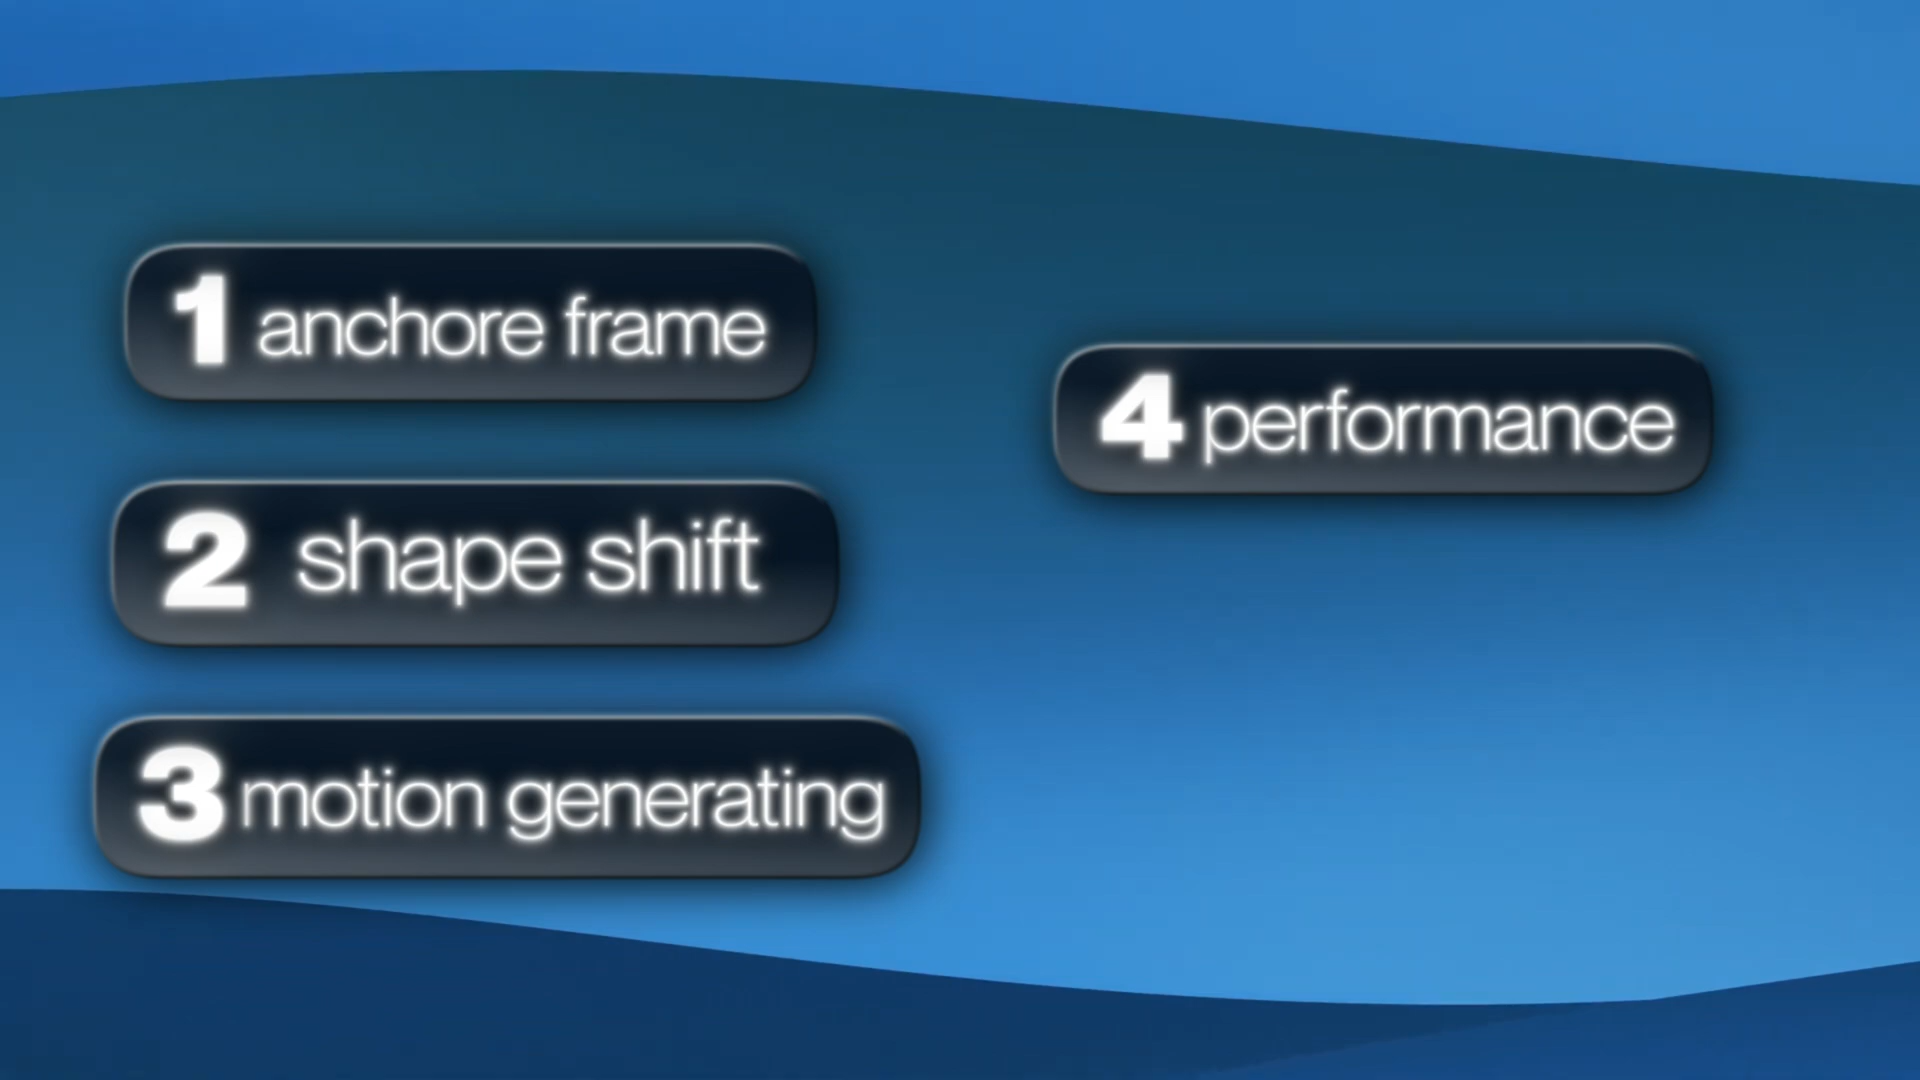 1 anchore frame
2 shape shift
3 motion generating
4 performance